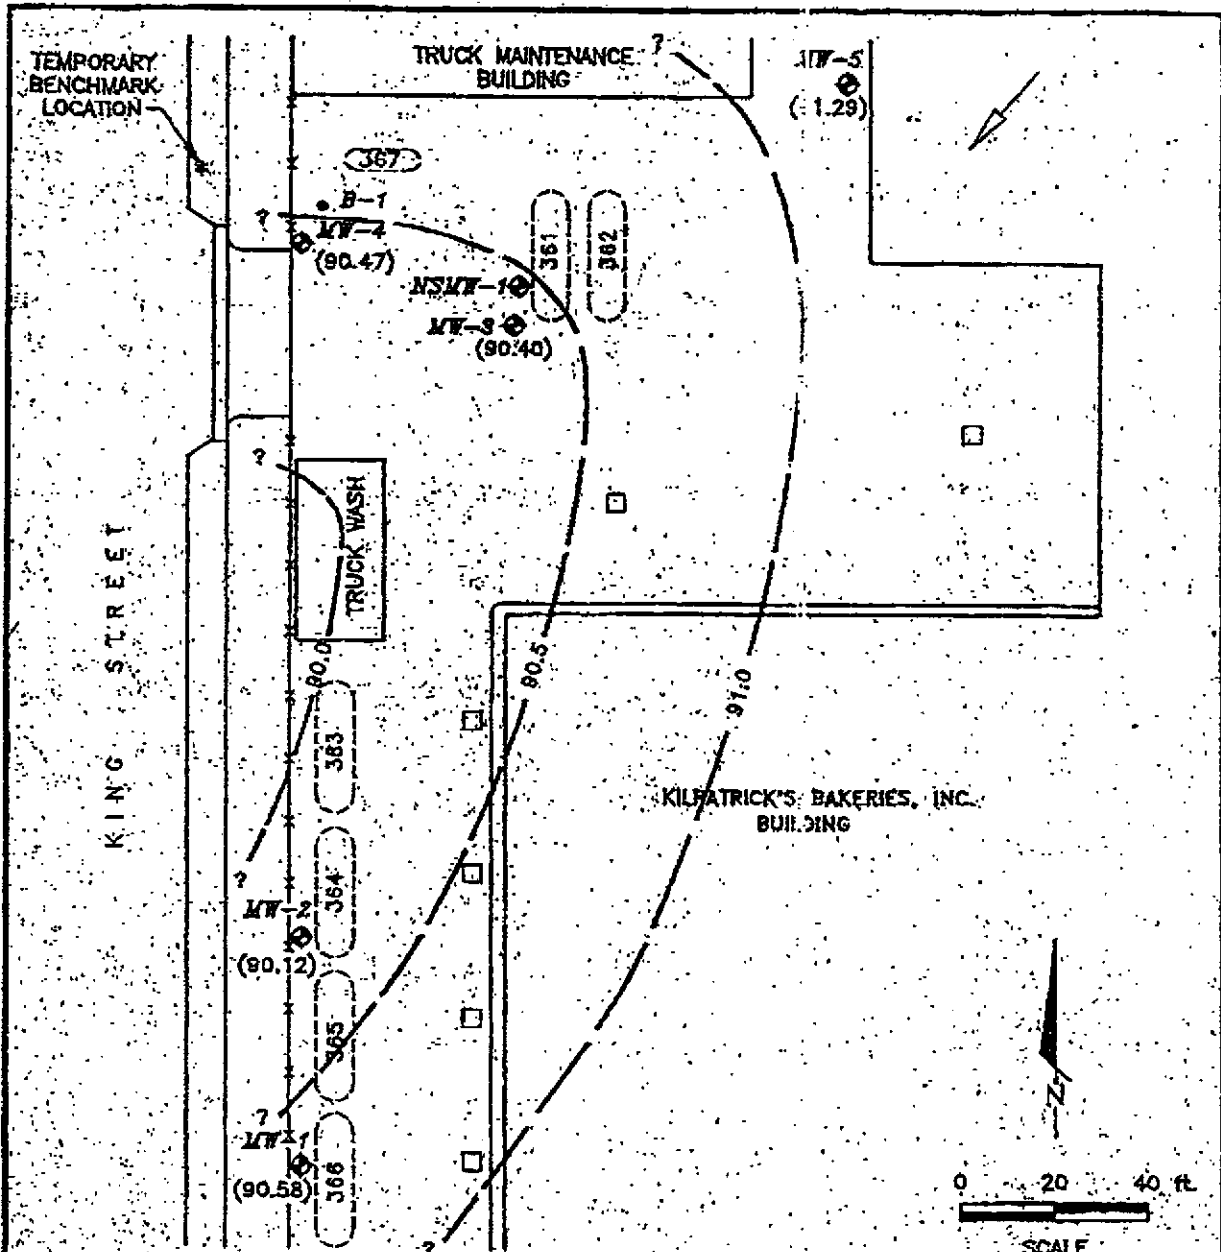 TEMPORARY
BENCHMARK
LOCATION
TRUCK MAINTENANCE
BUILDING
?
MW-5
367
B-1
?
MW-4
(90.47)
361
362
NSMW-1
MW-3
(90.40)
?
TRUCK WASH
KING STREET
90.0
90.5
91.0
363
KILPATRICK'S BAKERIES, INC.
BUILDING
?
MW-2
364
(90.12)
365
?
MW-1
(90.58)
366
?
N
0 20 40 ft.
SCALE